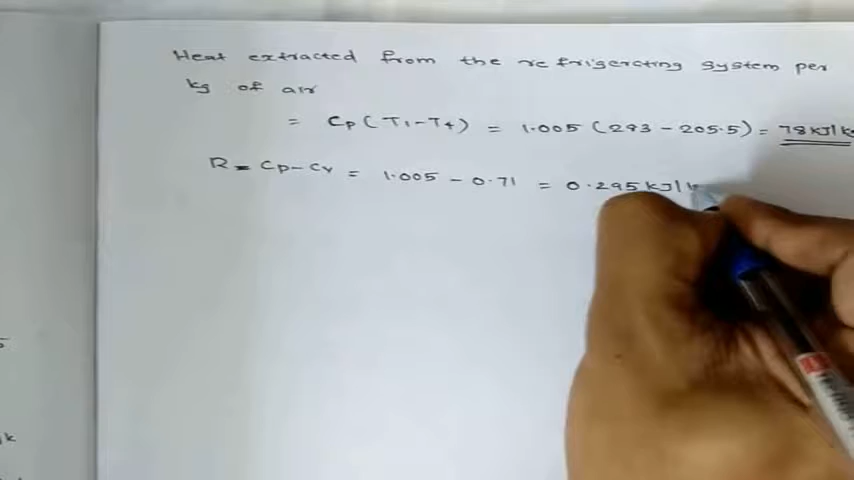 Heat extracted from the refrigerating system per
kg of air
= Cp (T1-T4) = 1.005 (293 - 205.5) = 78 kJ/k
R = Cp-Cv = 1.005 - 0.71 = 0.295 kJ/k